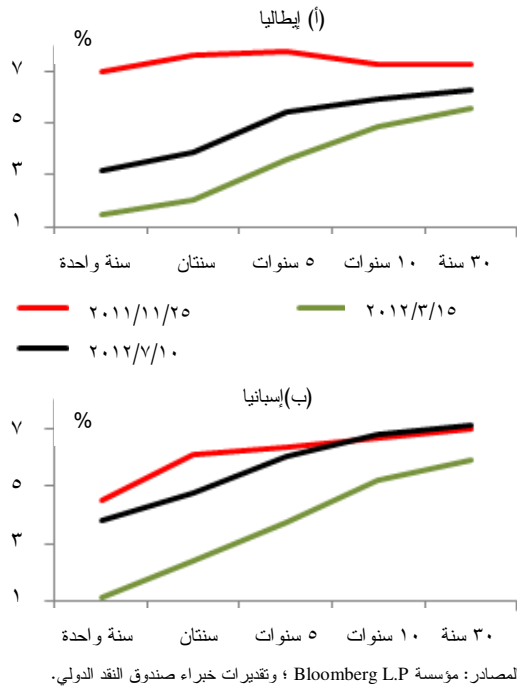 (أ) إيطاليا
%
٧
٥
٣
١
سنة واحدة سنتان ٥ سنوات ١٠ سنوات ٣٠ سنة
٢٠١١/١١/٢٥ ٢٠١٢/٣/١٥
٢٠١٢/٧/١٠
(ب)إسبانيا
%
٧
٥
٣
١
سنة واحدة سنتان ٥ سنوات ١٠ سنوات ٣٠ سنة
لمصادر: مؤسسة Bloomberg L.P ؛ وتقديرات خبراء صندوق النقد الدولي.